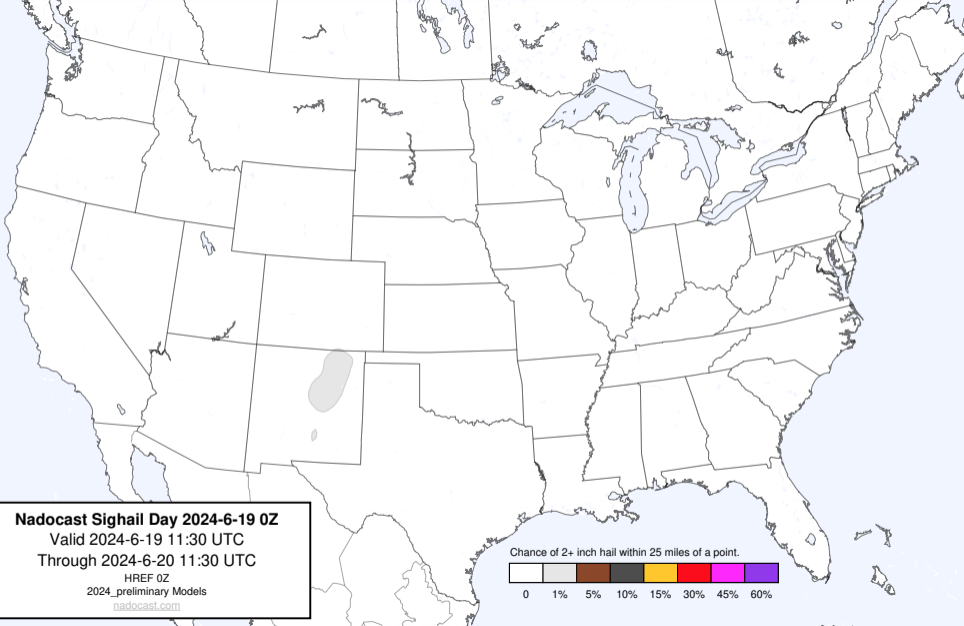 Nadocast Sighail Day 2024-6-19 0Z
Valid 2024-6-19 11:30 UTC
Through 2024-6-20 11:30 UTC
HREF 0Z
2024_preliminary Models
nadocast.com
Chance of 2+ inch hail within 25 miles of a point.
0 1% 5% 10% 15% 30% 45% 60%